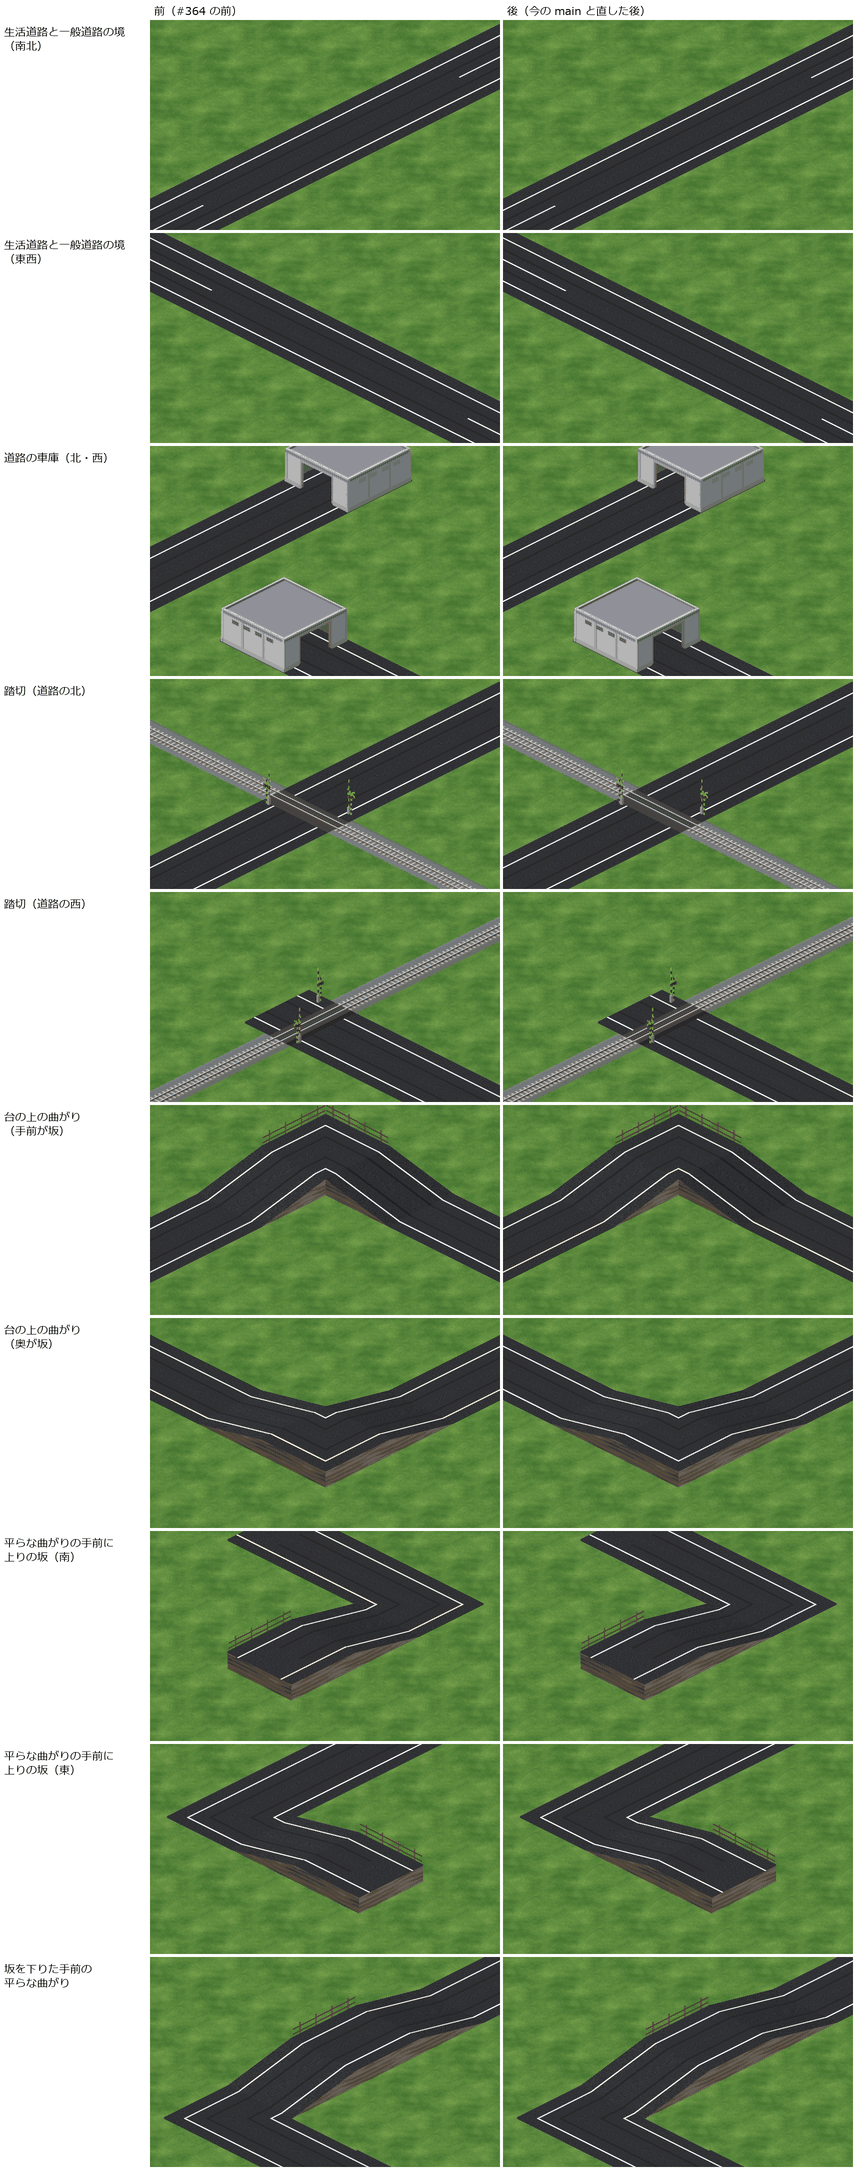 前（#364 の前）
後（今の main と直した後）
生活道路と一般道路の境
（南北）
生活道路と一般道路の境
（東西）
道路の車庫（北・西）
踏切（道路の北）
踏切（道路の西）
台の上の曲がり
（手前が坂）
台の上の曲がり
（奥が坂）
平らな曲がりの手前に
上りの坂（南）
平らな曲がりの手前に
上りの坂（東）
坂を下りた手前の
平らな曲がり